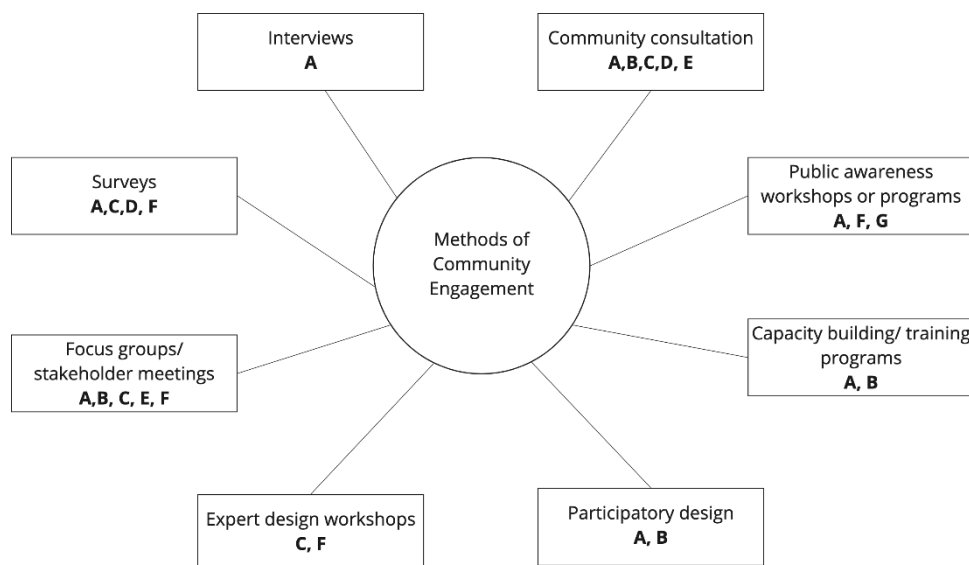 Interviews
A
Community consultation
A,B,C,D, E
Surveys
A,C,D, F
Public awareness
workshops or programs
A, F, G
Methods of
Community
Engagement
Focus groups/
stakeholder meetings
A,B, C, E, F
Capacity building/ training
programs
A, B
Expert design workshops
C, F
Participatory design
A, B